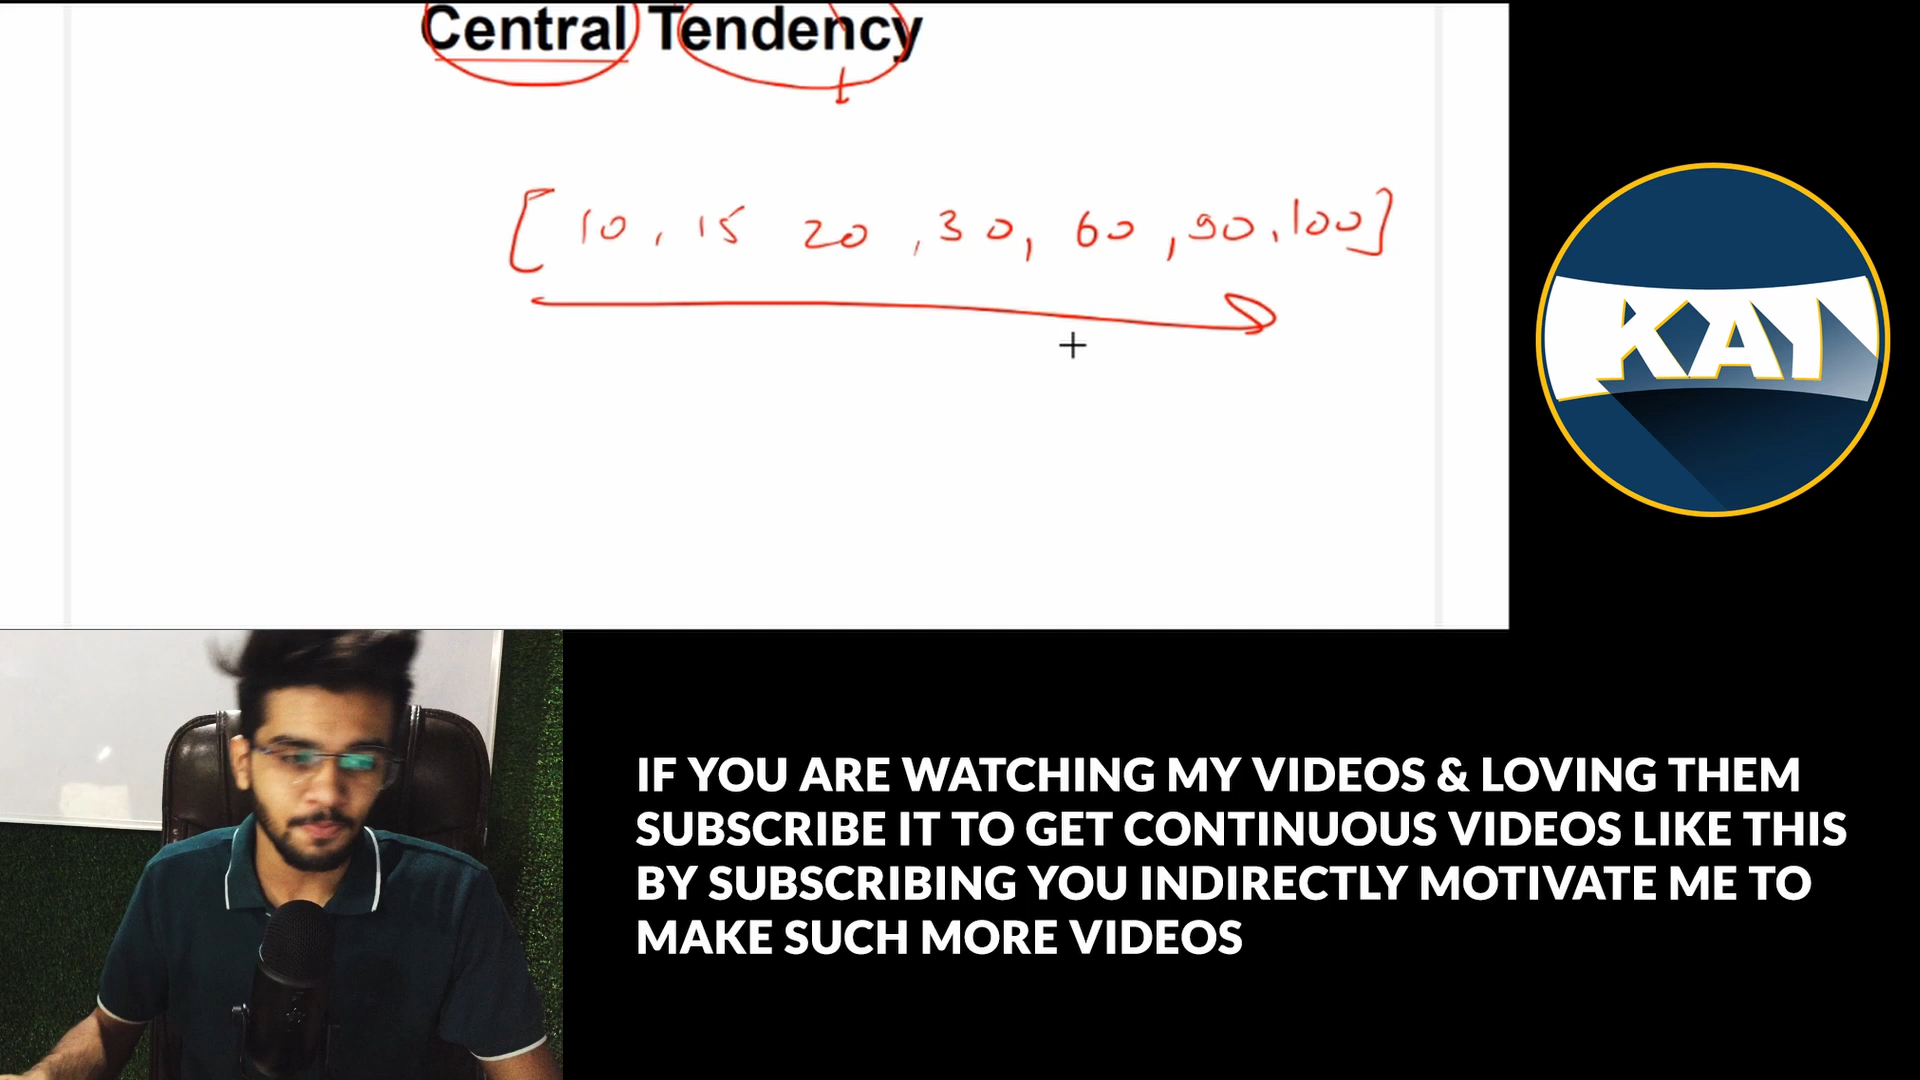 Central Tendency
[10, 15 20, 30, 60, 90, 100]
KAI
IF YOU ARE WATCHING MY VIDEOS & LOVING THEM
SUBSCRIBE IT TO GET CONTINUOUS VIDEOS LIKE THIS
BY SUBSCRIBING YOU INDIRECTLY MOTIVATE ME TO
MAKE SUCH MORE VIDEOS